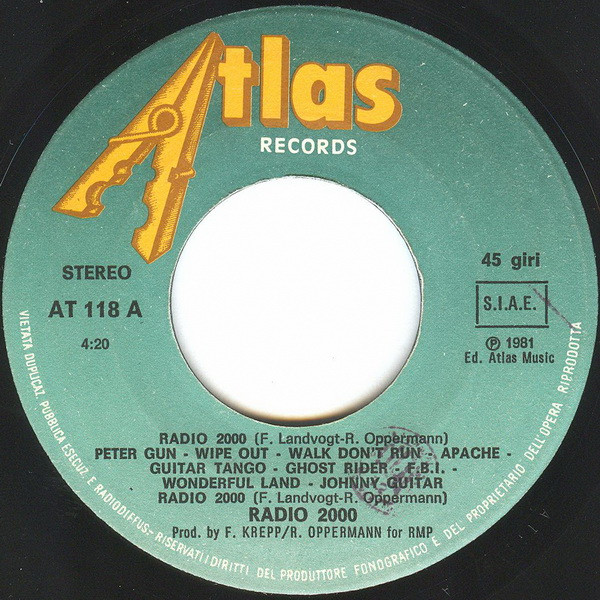 Atlas
RECORDS
STEREO
AT 118 A
4:20
45 giri
S.I.A.E.
Ⓟ 1981
Ed. Atlas Music
RADIO 2000 (F. Landvogt-R. Oppermann)
PETER GUN - WIPE OUT - WALK DON'T RUN - APACHE -
GUITAR TANGO - GHOST RIDER - F.B.I. -
WONDERFUL LAND - JOHNNY GUITAR
RADIO 2000 (F. Landvogt-R. Oppermann)
RADIO 2000
Prod. by F. KREPP/R. OPPERMANN for RMP
VIETATA DUPLICAZ. PUBBLICA ESECUZ. E RADIODIFFUS.- RISERVATI I DIRITTI DEL PRODUTTORE FONOGRAFICO E DEL PROPRIETARIO DELL'OPERA RIPRODOTTA